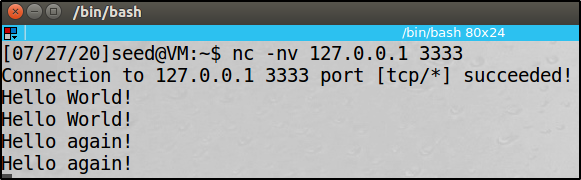 /bin/bash
/bin/bash 80x24
[07/27/20]seed@VM:~$ nc -nv 127.0.0.1 3333
Connection to 127.0.0.1 3333 port [tcp/*] succeeded!
Hello World!
Hello World!
Hello again!
Hello again!